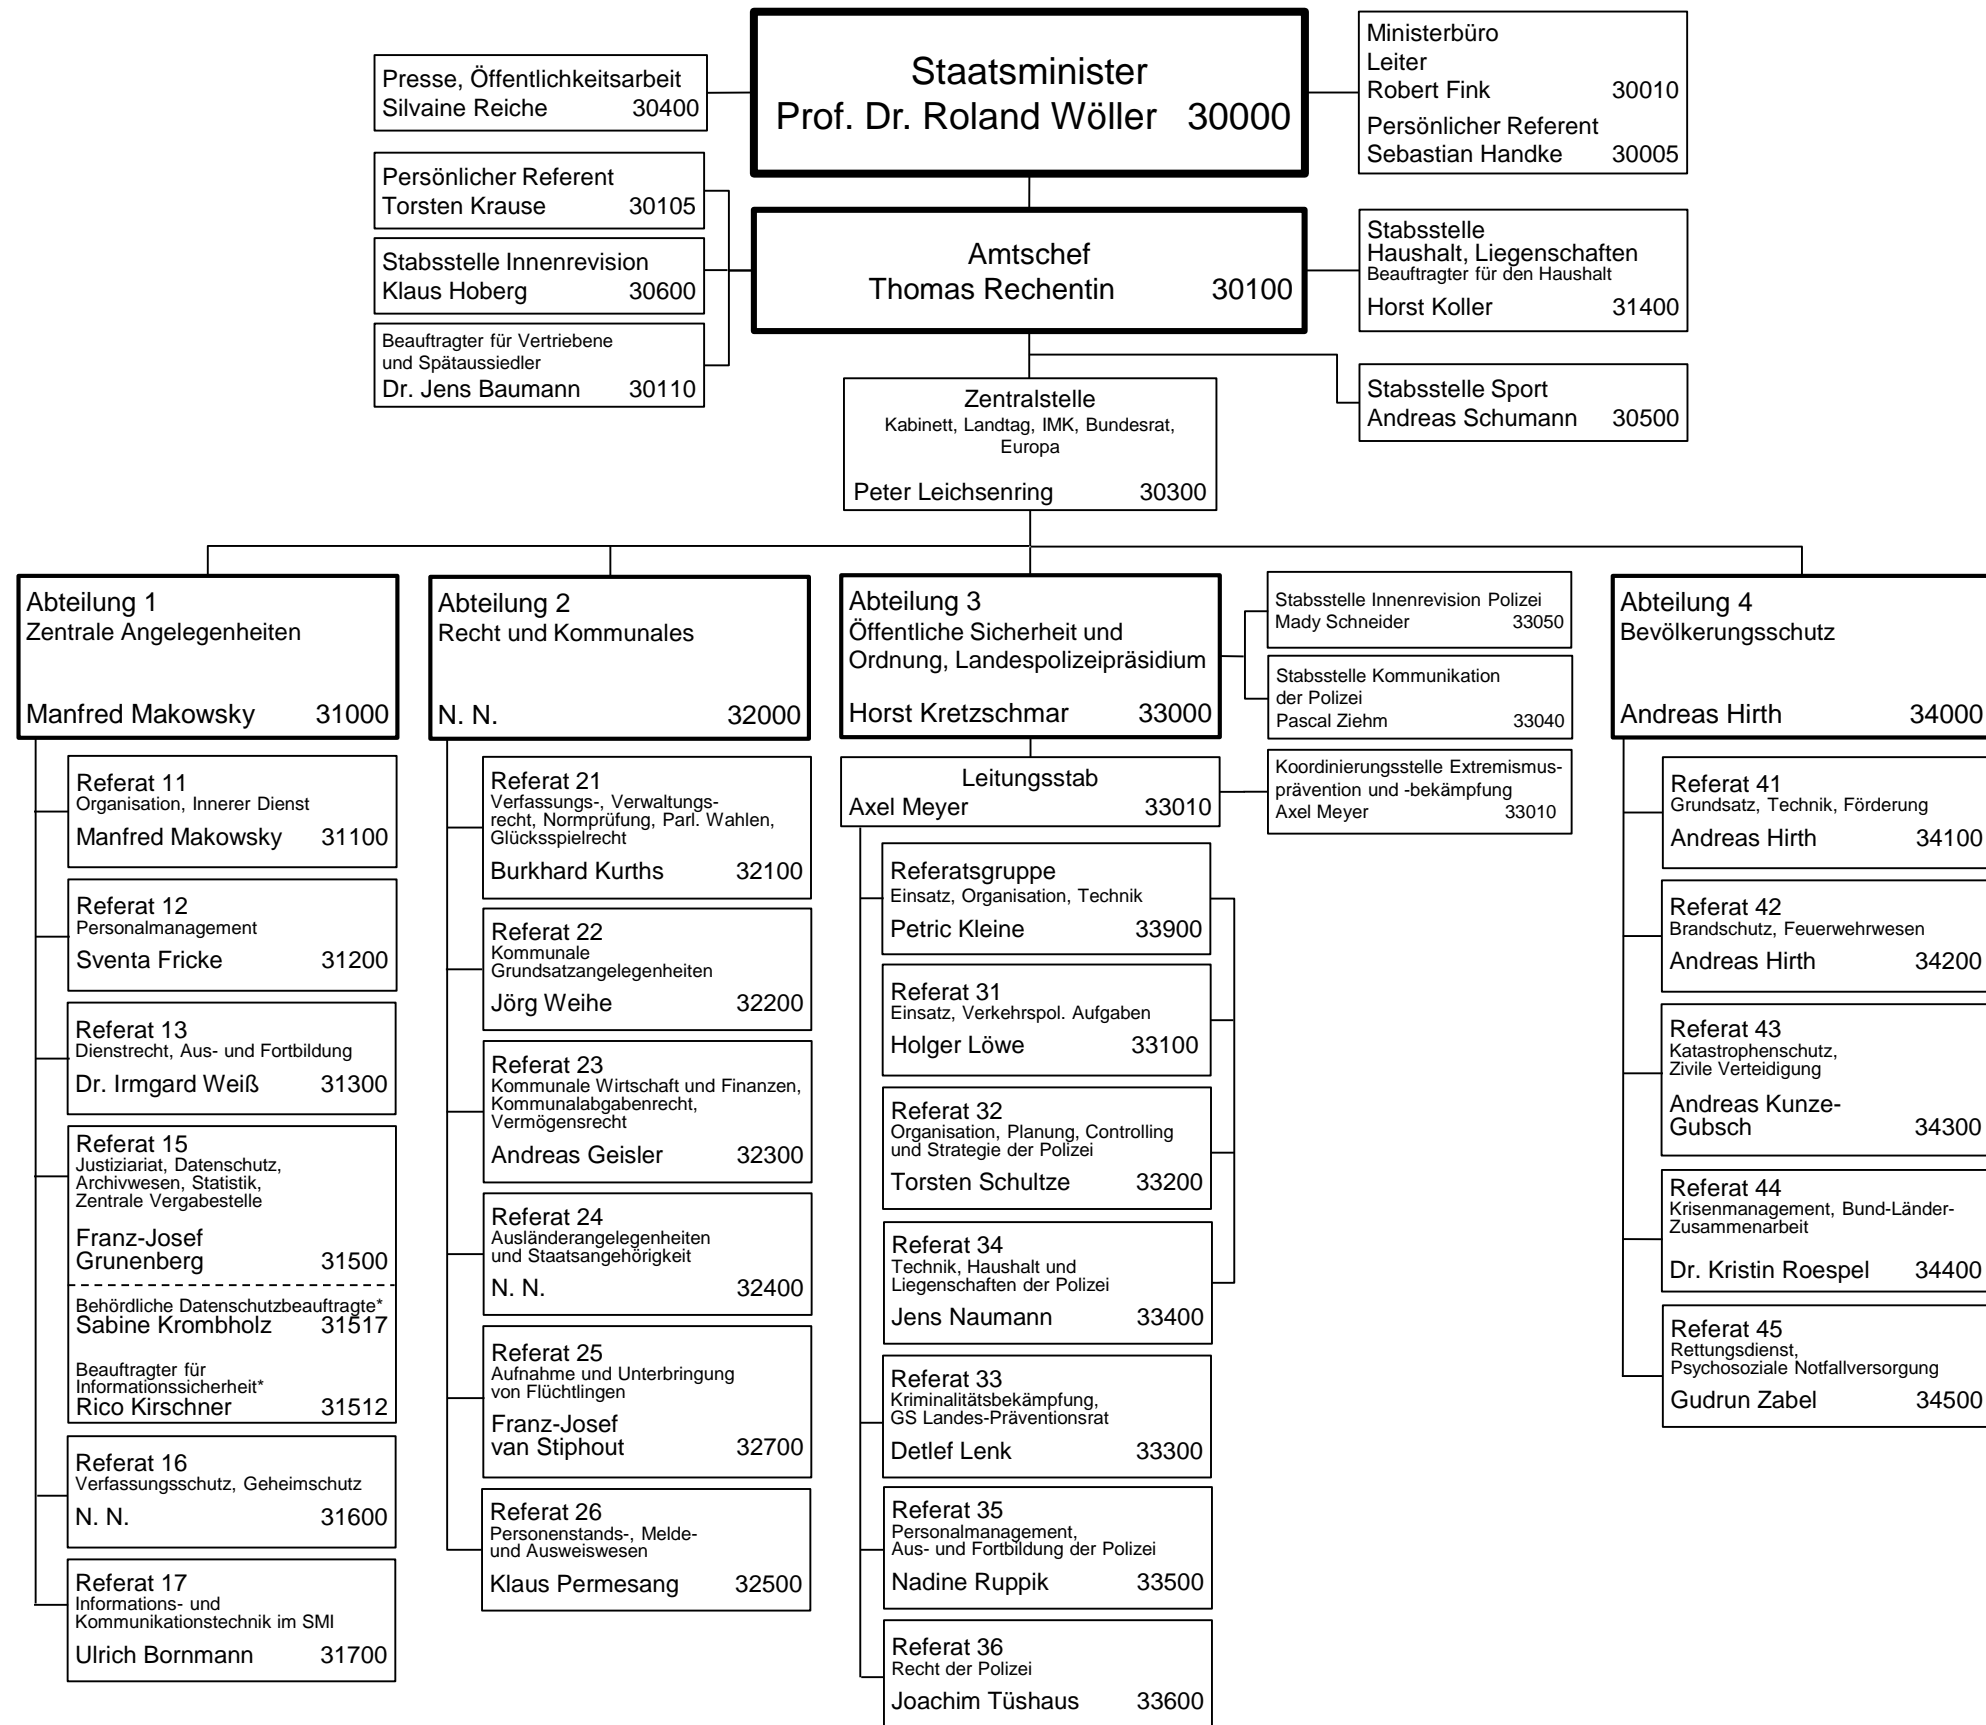 Staatsminister
Prof. Dr. Roland Wöller 30000
Presse, Öffentlichkeitsarbeit
Silvaine Reiche 30400
Ministerbüro
Leiter
Robert Fink 30010
Persönlicher Referent
Sebastian Handke 30005
Persönlicher Referent
Torsten Krause 30105
Stabsstelle Innenrevision
Klaus Hoberg 30600
Beauftragter für Vertriebene
und Spätaussiedler
Dr. Jens Baumann 30110
Amtschef
Thomas Rechentin 30100
Stabsstelle
Haushalt, Liegenschaften
Beauftragter für den Haushalt
Horst Koller 31400
Zentralstelle
Kabinett, Landtag, IMK, Bundesrat,
Europa
Peter Leichsenring 30300
Stabsstelle Sport
Andreas Schumann 30500
Abteilung 1
Zentrale Angelegenheiten
Manfred Makowsky 31000
Referat 11
Organisation, Innerer Dienst
Manfred Makowsky 31100
Referat 12
Personalmanagement
Sventa Fricke 31200
Referat 13
Dienstrecht, Aus- und Fortbildung
Dr. Irmgard Weiß 31300
Referat 15
Justiziariat, Datenschutz,
Archivwesen, Statistik,
Zentrale Vergabestelle
Franz-Josef
Grunenberg 31500
Behördliche Datenschutzbeauftragte*
Sabine Krombholz 31517
Beauftragter für
Informationssicherheit*
Rico Kirschner 31512
Referat 16
Verfassungsschutz, Geheimschutz
N. N. 31600
Referat 17
Informations- und
Kommunikationstechnik im SMI
Ulrich Bornmann 31700
Abteilung 2
Recht und Kommunales
N. N. 32000
Referat 21
Verfassungs-, Verwaltungs-
recht, Normprüfung, Parl. Wahlen,
Glücksspielrecht
Burkhard Kurths 32100
Referat 22
Kommunale
Grundsatzangelegenheiten
Jörg Weihe 32200
Referat 23
Kommunale Wirtschaft und Finanzen,
Kommunalabgabenrecht,
Vermögensrecht
Andreas Geisler 32300
Referat 24
Ausländerangelegenheiten
und Staatsangehörigkeit
N. N. 32400
Referat 25
Aufnahme und Unterbringung
von Flüchtlingen
Franz-Josef
van Stiphout 32700
Referat 26
Personenstands-, Melde-
und Ausweiswesen
Klaus Permesang 32500
Abteilung 3
Öffentliche Sicherheit und
Ordnung, Landespolizeipräsidium
Horst Kretzschmar 33000
Stabsstelle Innenrevision Polizei
Mady Schneider 33050
Stabsstelle Kommunikation
der Polizei
Pascal Ziehm 33040
Leitungsstab
Axel Meyer 33010
Koordinierungsstelle Extremismus-
prävention und -bekämpfung
Axel Meyer 33010
Referatsgruppe
Einsatz, Organisation, Technik
Petric Kleine 33900
Referat 31
Einsatz, Verkehrspol. Aufgaben
Holger Löwe 33100
Referat 32
Organisation, Planung, Controlling
und Strategie der Polizei
Torsten Schultze 33200
Referat 34
Technik, Haushalt und
Liegenschaften der Polizei
Jens Naumann 33400
Referat 33
Kriminalitätsbekämpfung,
GS Landes-Präventionsrat
Detlef Lenk 33300
Referat 35
Personalmanagement,
Aus- und Fortbildung der Polizei
Nadine Ruppik 33500
Referat 36
Recht der Polizei
Joachim Tüshaus 33600
Abteilung 4
Bevölkerungsschutz
Andreas Hirth 34000
Referat 41
Grundsatz, Technik, Förderung
Andreas Hirth 34100
Referat 42
Brandschutz, Feuerwehrwesen
Andreas Hirth 34200
Referat 43
Katastrophenschutz,
Zivile Verteidigung
Andreas Kunze-
Gubsch 34300
Referat 44
Krisenmanagement, Bund-Länder-
Zusammenarbeit
Dr. Kristin Roespel 34400
Referat 45
Rettungsdienst,
Psychosoziale Notfallversorgung
Gudrun Zabel 34500